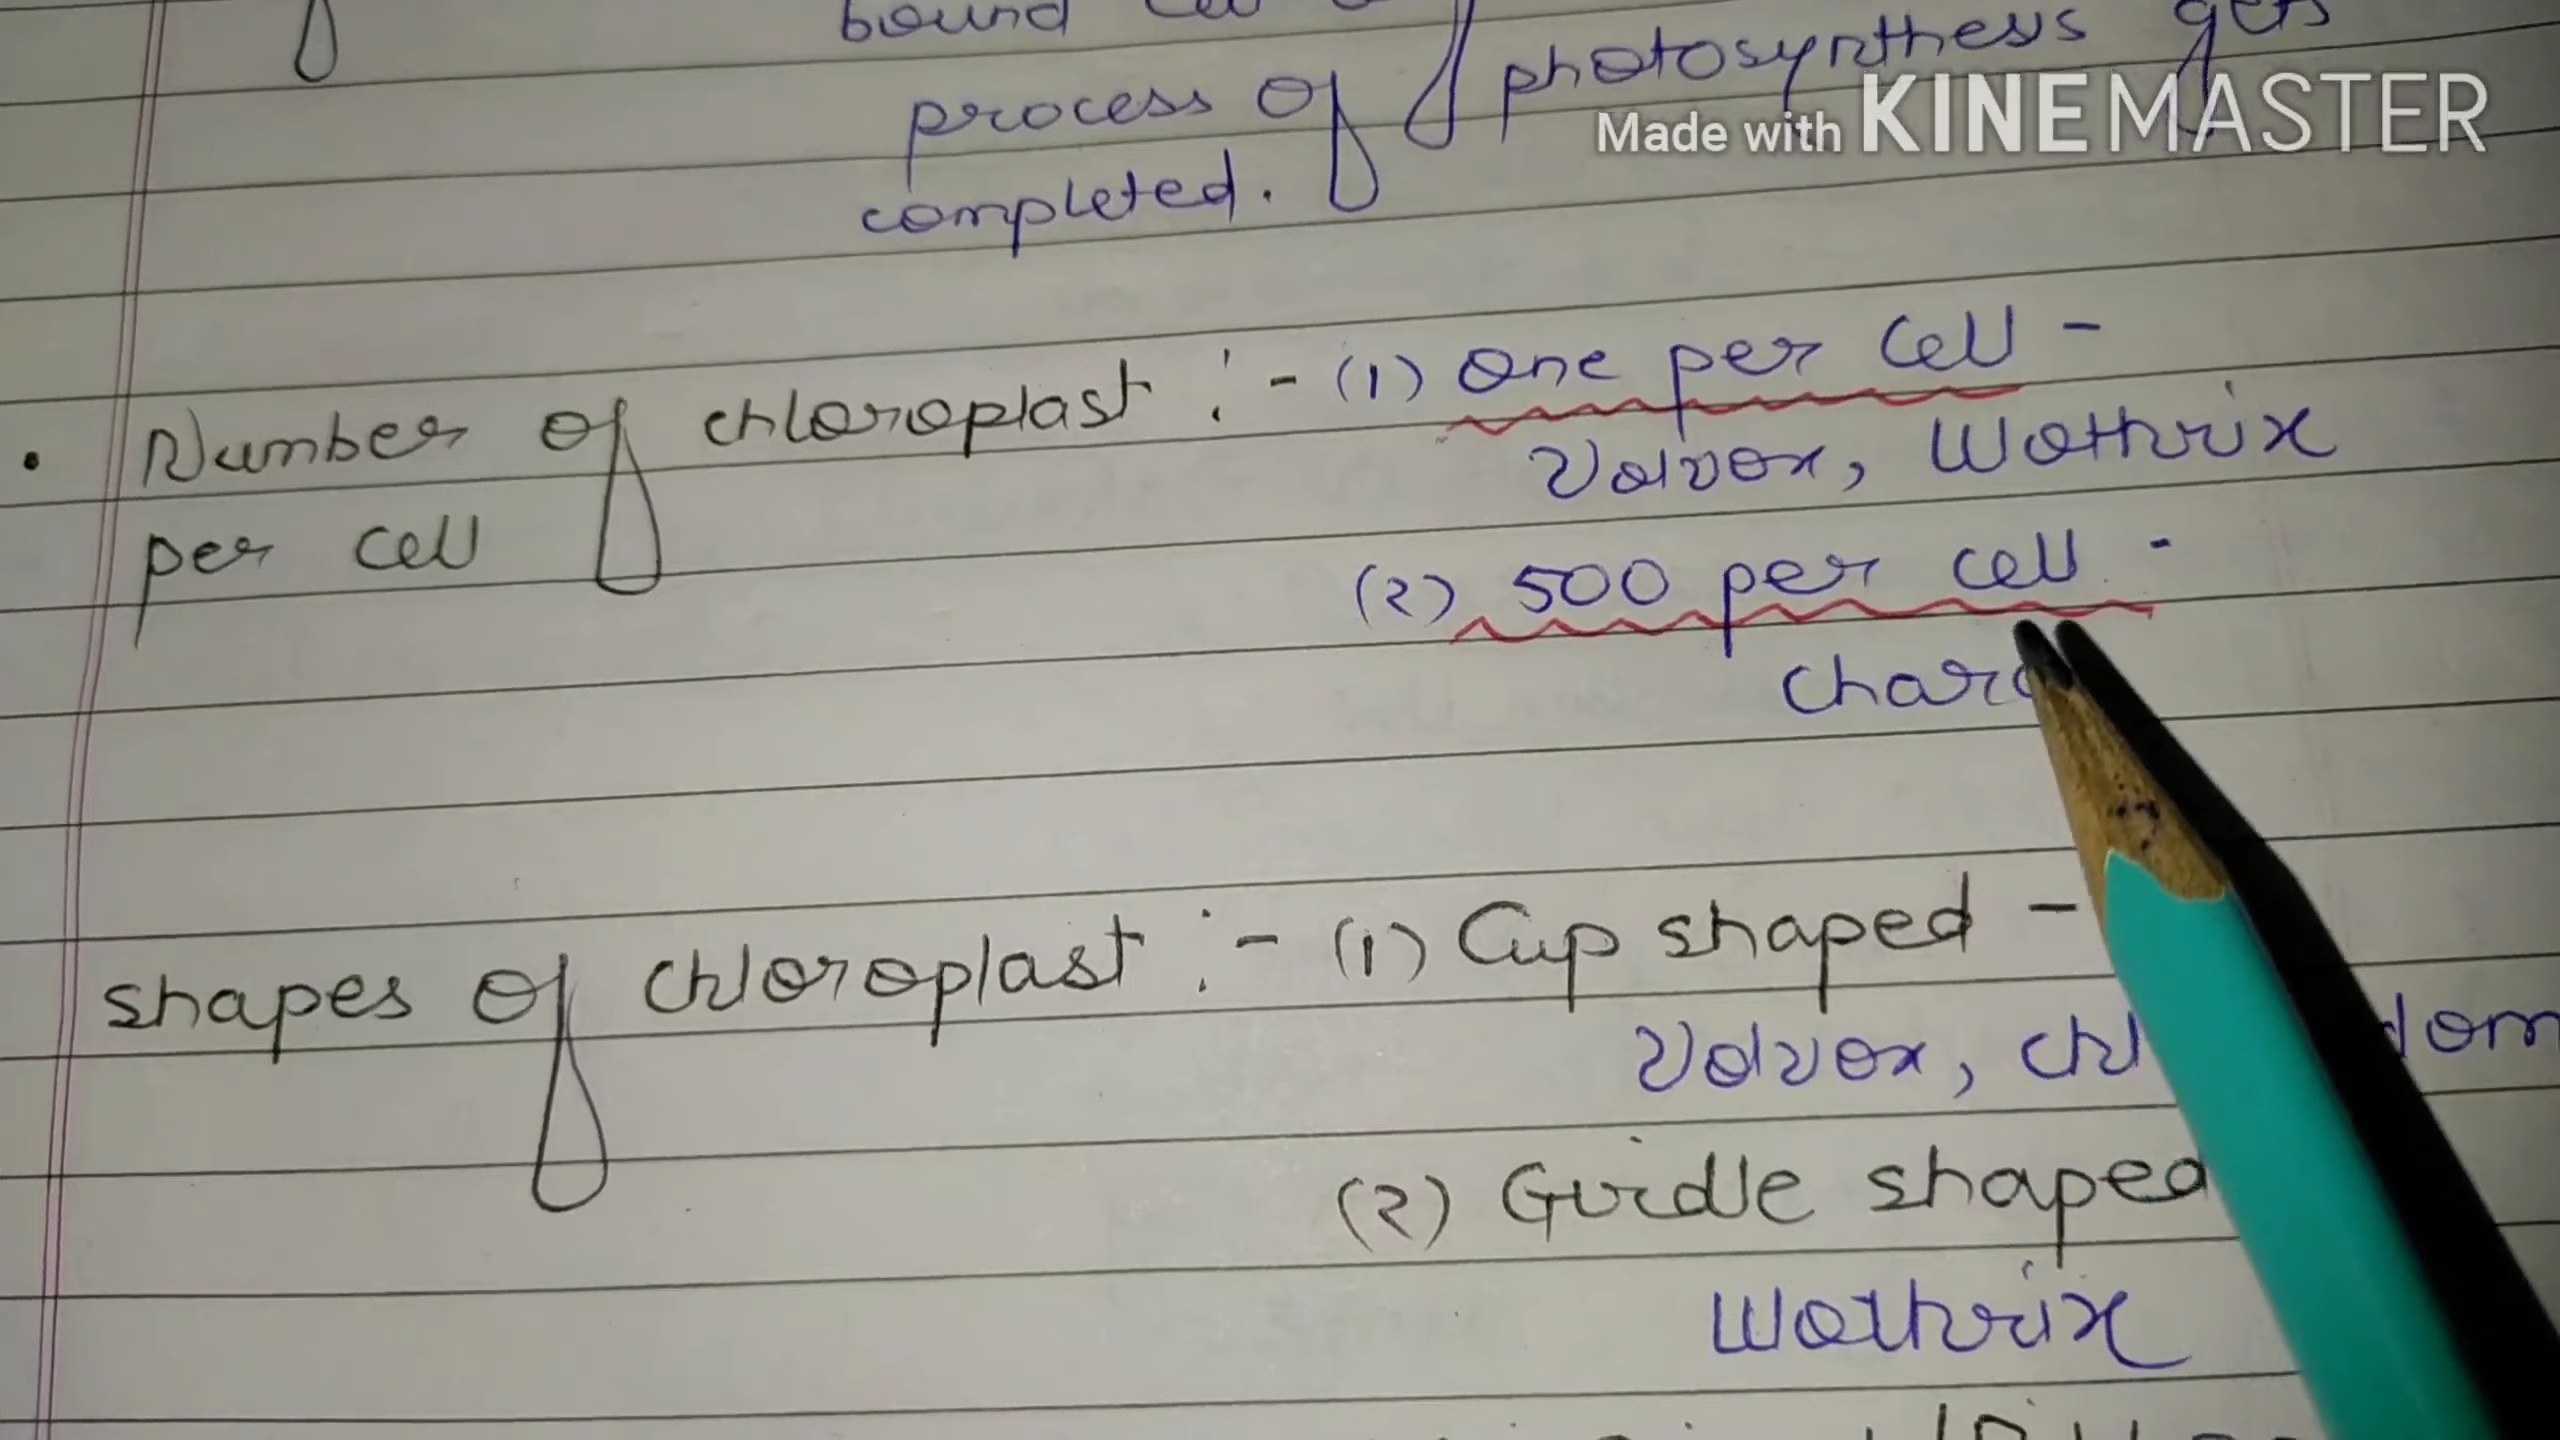 bound
process of photosynthesis gets
Made with KINEMASTER
completed.
• Number of chloroplast :- (1) One per cell -
Volvox, Ulothrix
per cell
(2) 500 per cell -
Chara
shapes of chloroplast :- (1) Cup shaped -
Volvox,
(2) Girdle shaped
Ulothrix